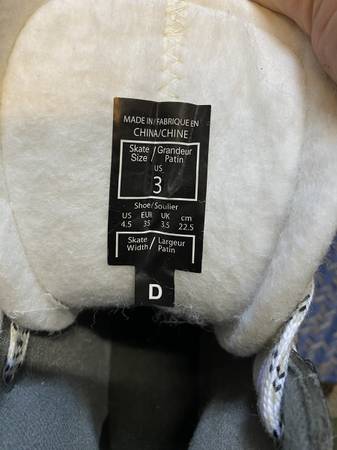 MADE IN / FABRIQUE EN
CHINA/CHINE
Skate / Grandeur
Size / Patin
US
3
Shoe/Soulier
US EUR UK cm
4.5 35 3.5 22.5
Skate / Largeur
Width / Patin
D